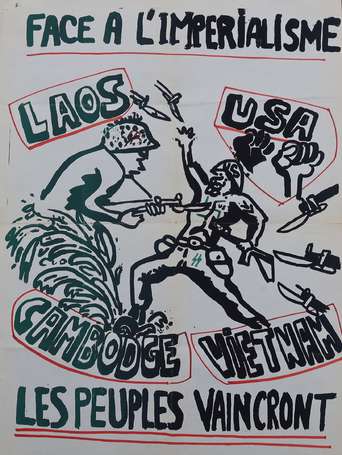 FACE A L'IMPERIALISME
LAOS
USA
CAMBODGE
VIETNAM
LES PEUPLES VAINCRONT